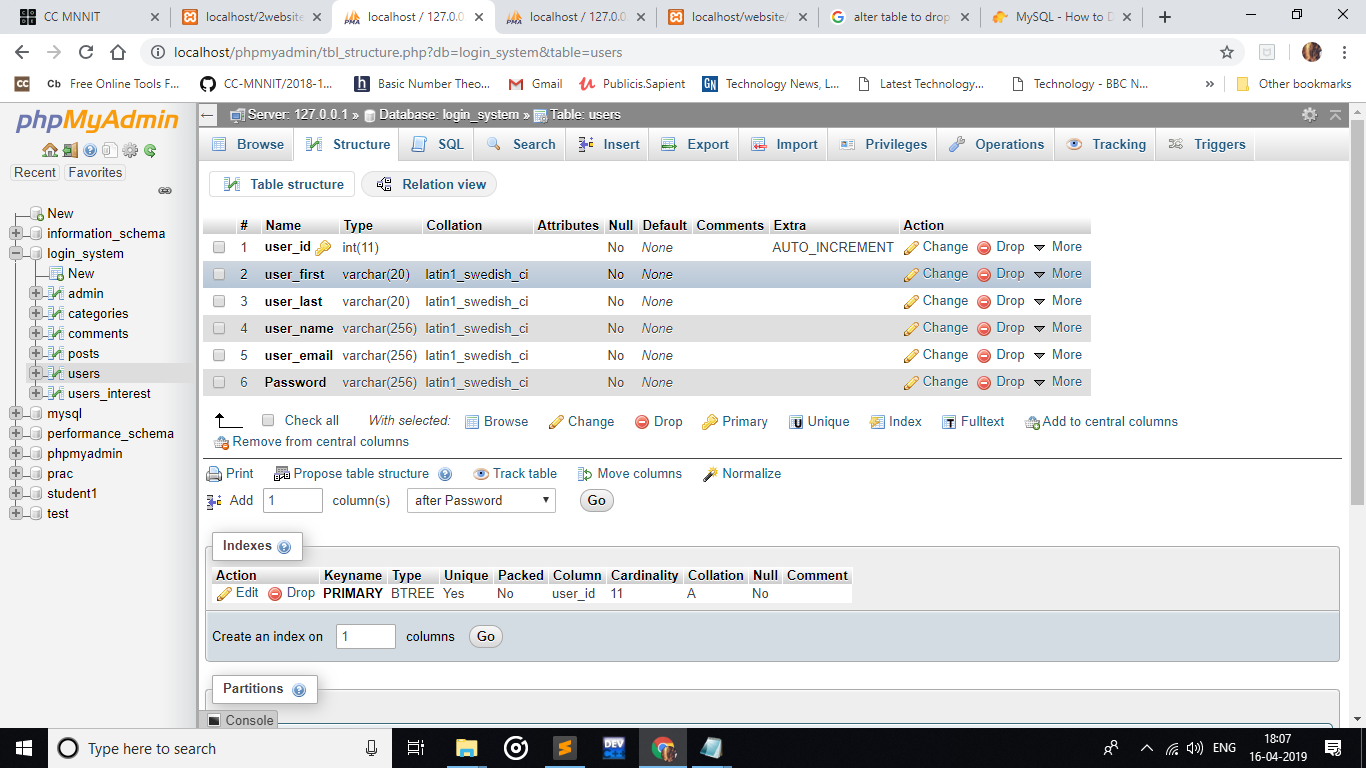 CC MNNIT
localhost/2website
localhost / 127.0.0
localhost / 127.0.0
localhost/website/
alter table to drop
MySQL - How to D
localhost/phpmyadmin/tbl_structure.php?db=login_system&table=users
CC
Cb Free Online Tools F...
CC-MNNIT/2018-1...
h Basic Number Theo...
Gmail
Publicis.Sapient
GN Technology News, L...
Latest Technology...
Technology - BBC N...
»
Other bookmarks
phpMyAdmin
Recent Favorites
New
information_schema
login_system
New
admin
categories
comments
posts
users
users_interest
mysql
performance_schema
phpmyadmin
prac
student1
test
Server: 127.0.0.1 » Database: login_system » Table: users
Browse Structure SQL Search Insert Export Import Privileges Operations Tracking Triggers
Table structure Relation view
# Name Type Collation Attributes Null Default Comments Extra Action
1 user_id int(11) No None AUTO_INCREMENT Change Drop More
2 user_first varchar(20) latin1_swedish_ci No None Change Drop More
3 user_last varchar(20) latin1_swedish_ci No None Change Drop More
4 user_name varchar(256) latin1_swedish_ci No None Change Drop More
5 user_email varchar(256) latin1_swedish_ci No None Change Drop More
6 Password varchar(256) latin1_swedish_ci No None Change Drop More
Check all With selected: Browse Change Drop Primary Unique Index Fulltext Add to central columns
Remove from central columns
Print Propose table structure Track table Move columns Normalize
Add 1 column(s) after Password Go
Indexes
Action Keyname Type Unique Packed Column Cardinality Collation Null Comment
Edit Drop PRIMARY BTREE Yes No user_id 11 A No
Create an index on 1 columns Go
Partitions
Console
Type here to search
DEV
ENG
18:07
16-04-2019